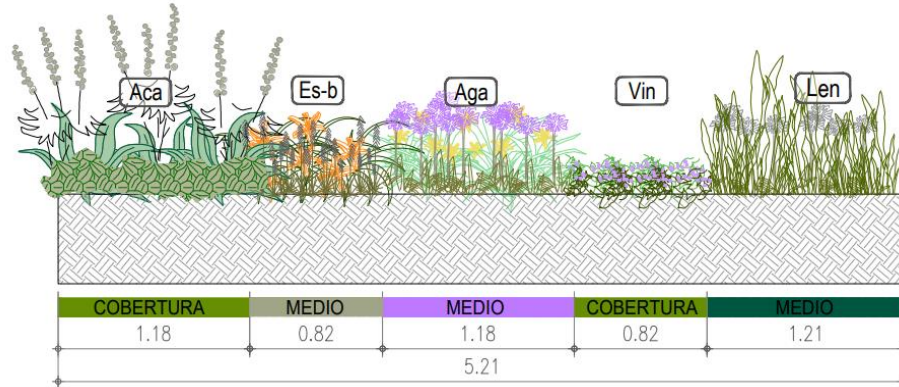 Aca Es-b Aga Vin Len
COBERTURA MEDIO MEDIO COBERTURA MEDIO
1.18 0.82 1.18 0.82 1.21
5.21